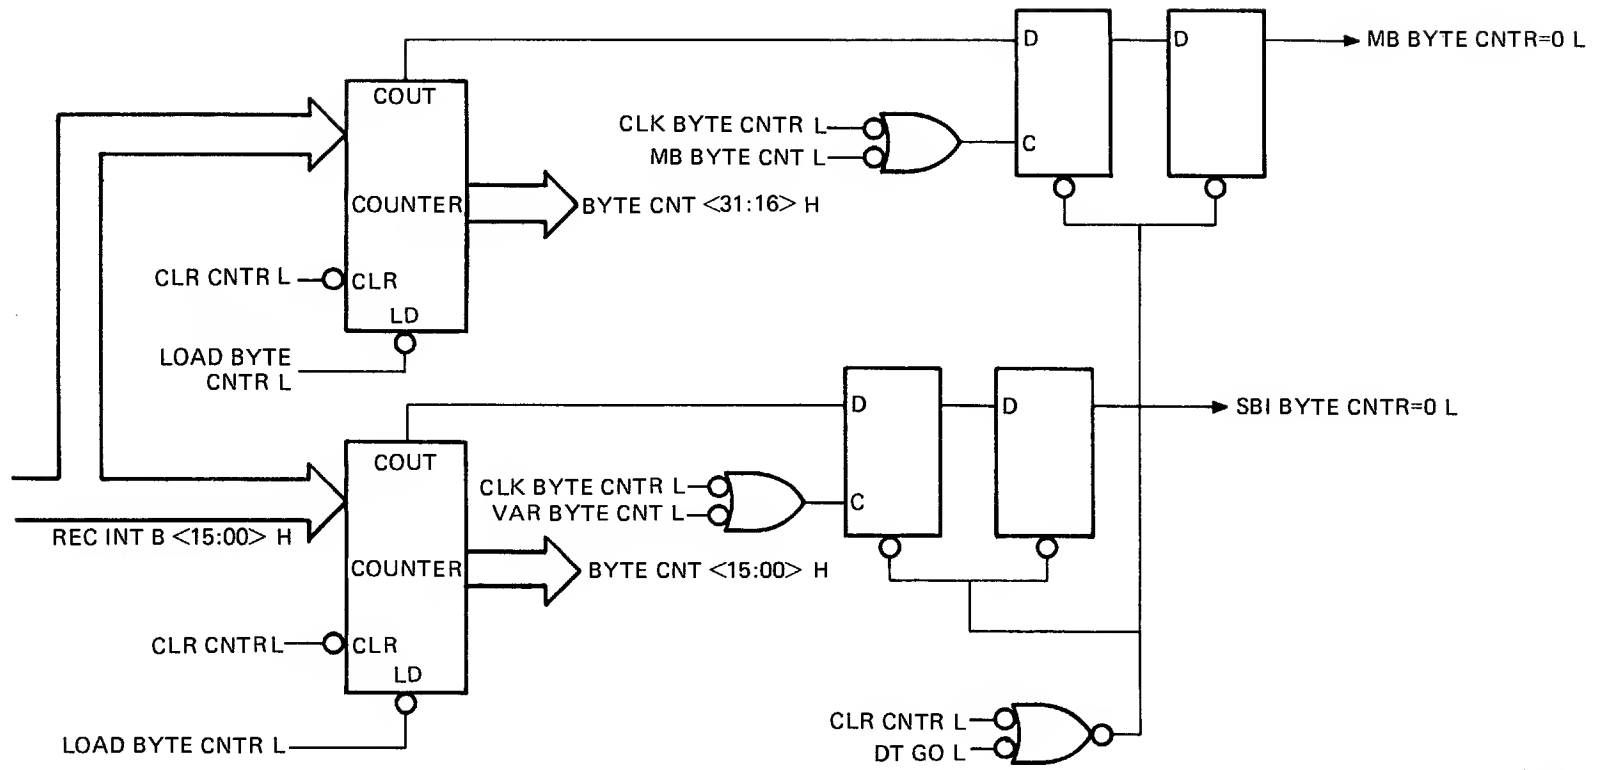 D
D
MB BYTE CNTR=0 L
COUT
CLK BYTE CNTR L
MB BYTE CNT L
C
COUNTER
BYTE CNT <31:16> H
CLR CNTR L
CLR
LD
LOAD BYTE
CNTR L
D
D
SBI BYTE CNTR=0 L
COUT
CLK BYTE CNTR L
VAR BYTE CNT L
C
REC INT B <15:00> H
COUNTER
BYTE CNT <15:00> H
CLR CNTR L
CLR
LD
CLR CNTR L
LOAD BYTE CNTR L
DT GO L